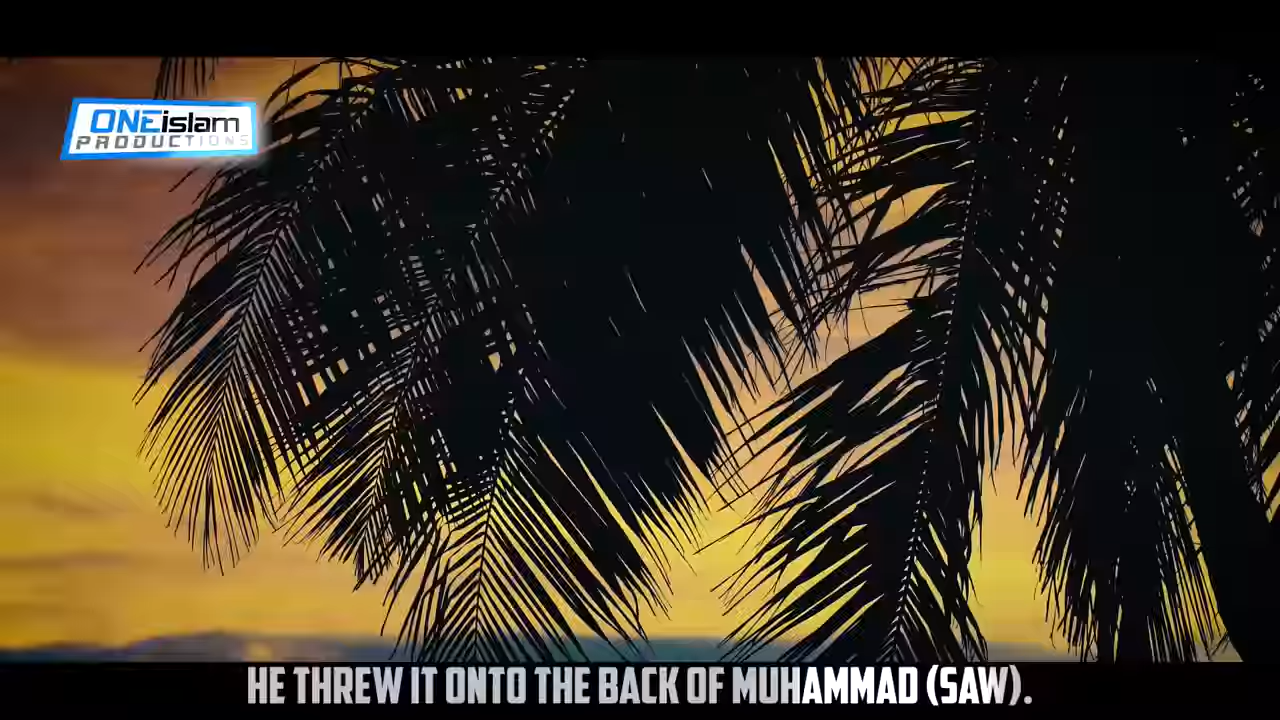 ONEislam
PRODUCTIONS
HE THREW IT ONTO THE BACK OF MUHAMMAD (SAW).